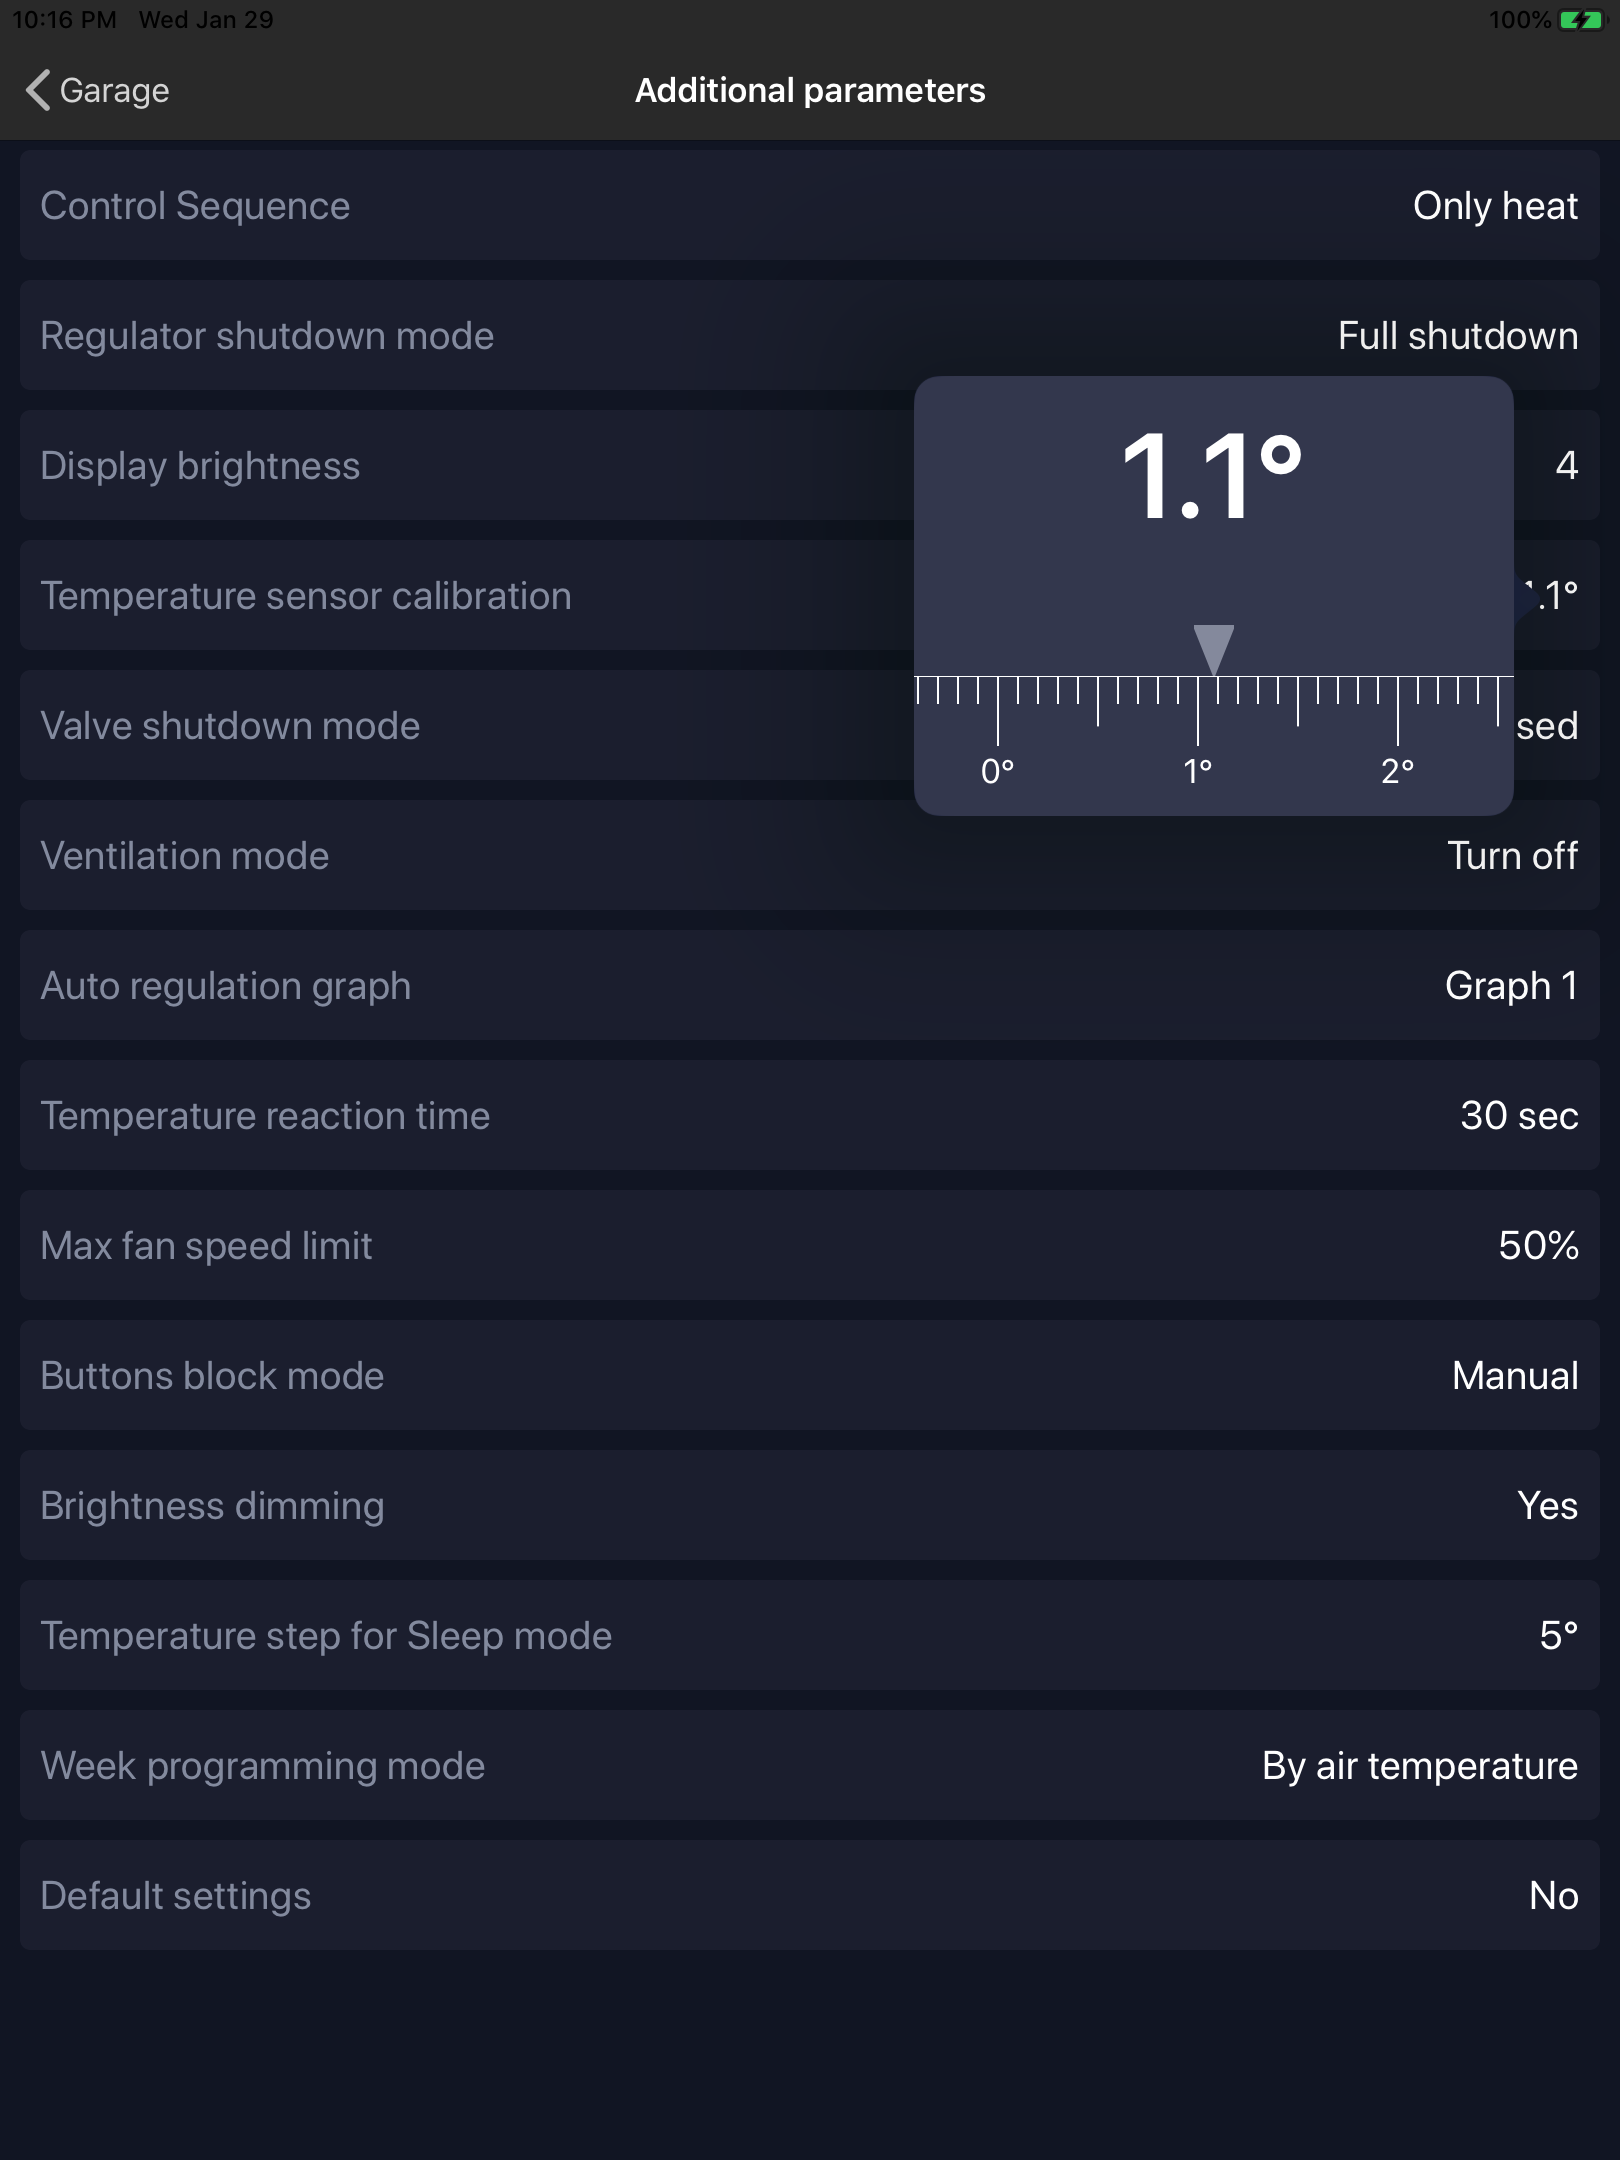 10:16 PM Wed Jan 29 100%
Garage Additional parameters
Control Sequence Only heat
Regulator shutdown mode Full shutdown
1.1°
Display brightness 4
Temperature sensor calibration .1°
Valve shutdown mode sed
0° 1° 2°
Ventilation mode Turn off
Auto regulation graph Graph 1
Temperature reaction time 30 sec
Max fan speed limit 50%
Buttons block mode Manual
Brightness dimming Yes
Temperature step for Sleep mode 5°
Week programming mode By air temperature
Default settings No